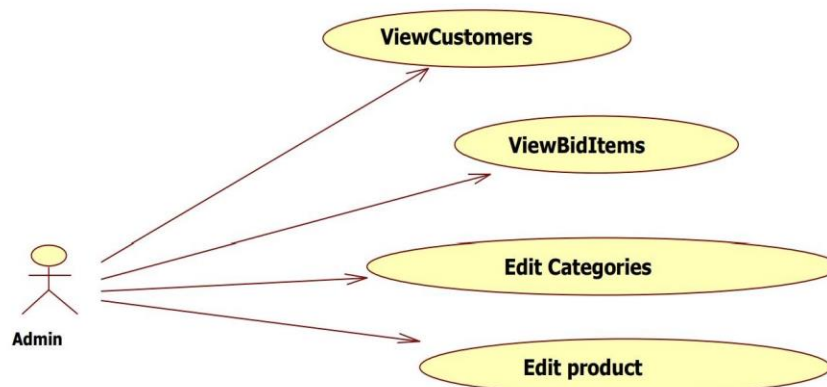 ViewCustomers
ViewBidItems
Edit Categories
Admin
Edit product